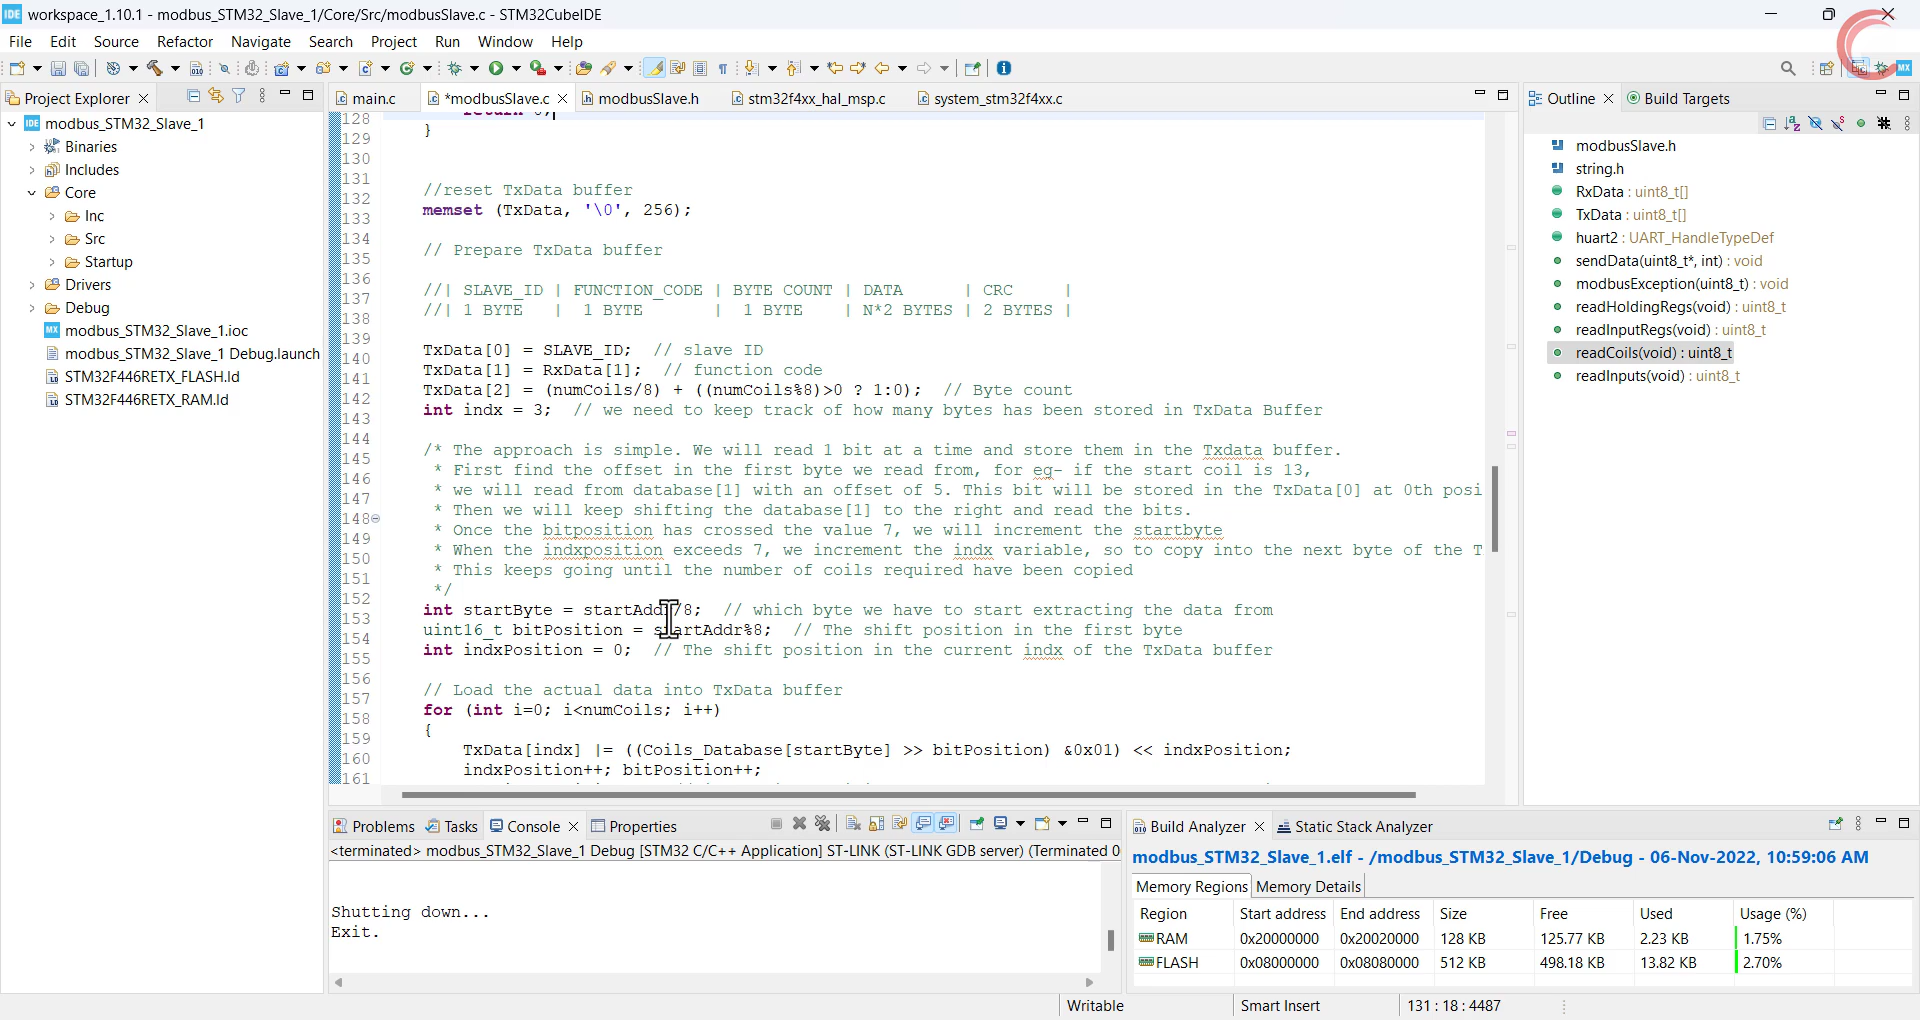 IDE workspace_1.10.1 - modbus_STM32_Slave_1/Core/Src/modbusSlave.c - STM32CubeIDE
File Edit Source Refactor Navigate Search Project Run Window Help
Project Explorer
main.c *modbusSlave.c modbusSlave.h stm32f4xx_hal_msp.c system_stm32f4xx.c
Outline Build Targets
IDE modbus_STM32_Slave_1
Binaries
Includes
Core
Inc
Src
Startup
Drivers
Debug
MX modbus_STM32_Slave_1.ioc
modbus_STM32_Slave_1 Debug.launch
STM32F446RETX_FLASH.ld
STM32F446RETX_RAM.ld
128
129 }
130
131
132 //reset TxData buffer
133 memset (TxData, '\0', 256);
134
135 // Prepare TxData buffer
136
137 //| SLAVE_ID | FUNCTION_CODE | BYTE COUNT | DATA | CRC |
138 //| 1 BYTE | 1 BYTE | 1 BYTE | N*2 BYTES | 2 BYTES |
139
140 TxData[0] = SLAVE_ID; // slave ID
141 TxData[1] = RxData[1]; // function code
142 TxData[2] = (numCoils/8) + ((numCoils%8)>0 ? 1:0); // Byte count
143 int indx = 3; // we need to keep track of how many bytes has been stored in TxData Buffer
144
145 /* The approach is simple. We will read 1 bit at a time and store them in the Txdata buffer.
146 * First find the offset in the first byte we read from, for eg- if the start coil is 13,
147 * we will read from database[1] with an offset of 5. This bit will be stored in the TxData[0] at 0th posi
148 * Then we will keep shifting the database[1] to the right and read the bits.
149 * Once the bitposition has crossed the value 7, we will increment the startbyte
150 * When the indxposition exceeds 7, we increment the indx variable, so to copy into the next byte of the T
151 * This keeps going until the number of coils required have been copied
152 */
153 int startByte = startAddr/8; // which byte we have to start extracting the data from
154 uint16_t bitPosition = startAddr%8; // The shift position in the first byte
155 int indxPosition = 0; // The shift position in the current indx of the TxData buffer
156
157 // Load the actual data into TxData buffer
158 for (int i=0; i<numCoils; i++)
159 {
160 TxData[indx] |= ((Coils_Database[startByte] >> bitPosition) &0x01) << indxPosition;
161 indxPosition++; bitPosition++;
modbusSlave.h
string.h
RxData : uint8_t[]
TxData : uint8_t[]
huart2 : UART_HandleTypeDef
sendData(uint8_t*, int) : void
modbusException(uint8_t) : void
readHoldingRegs(void) : uint8_t
readInputRegs(void) : uint8_t
readCoils(void) : uint8_t
readInputs(void) : uint8_t
Problems Tasks Console Properties
<terminated> modbus_STM32_Slave_1 Debug [STM32 C/C++ Application] ST-LINK (ST-LINK GDB server) (Terminated 0
Shutting down...
Exit.
Build Analyzer Static Stack Analyzer
modbus_STM32_Slave_1.elf - /modbus_STM32_Slave_1/Debug - 06-Nov-2022, 10:59:06 AM
Memory Regions Memory Details
Region Start address End address Size Free Used Usage (%)
RAM 0x20000000 0x20020000 128 KB 125.77 KB 2.23 KB 1.75%
FLASH 0x08000000 0x08080000 512 KB 498.18 KB 13.82 KB 2.70%
Writable Smart Insert 131 : 18 : 4487